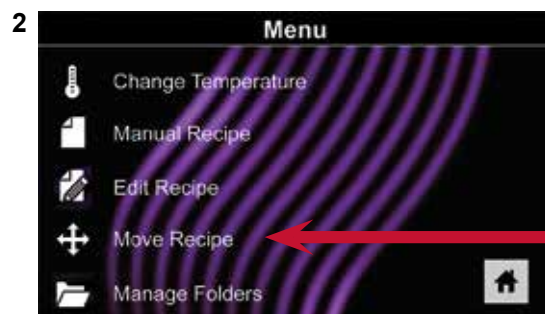 2
Menu
Change Temperature
Manual Recipe
Edit Recipe
Move Recipe
Manage Folders